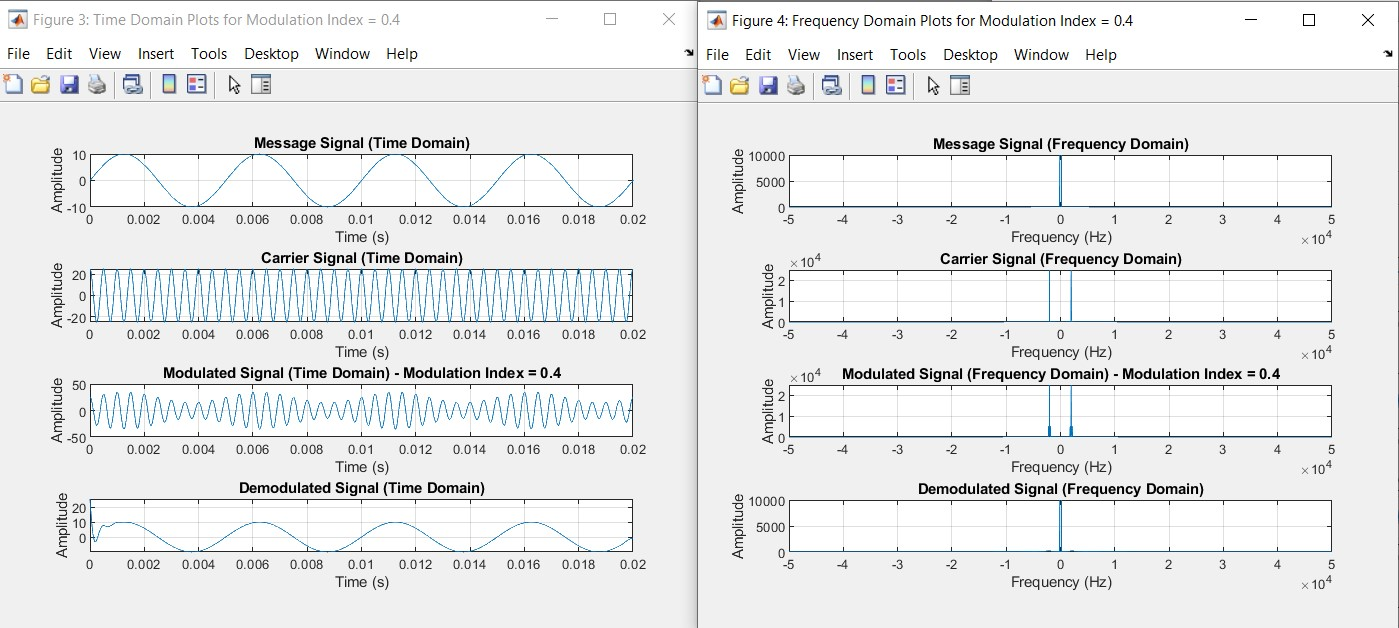 Figure 3: Time Domain Plots for Modulation Index = 0.4
File Edit View Insert Tools Desktop Window Help
Message Signal (Time Domain)
Amplitude
10
0
-10
0 0.002 0.004 0.006 0.008 0.01 0.012 0.014 0.016 0.018 0.02
Time (s)
Carrier Signal (Time Domain)
Amplitude
20
0
-20
0 0.002 0.004 0.006 0.008 0.01 0.012 0.014 0.016 0.018 0.02
Time (s)
Modulated Signal (Time Domain) - Modulation Index = 0.4
Amplitude
50
0
-50
0 0.002 0.004 0.006 0.008 0.01 0.012 0.014 0.016 0.018 0.02
Time (s)
Demodulated Signal (Time Domain)
Amplitude
20
10
0
0 0.002 0.004 0.006 0.008 0.01 0.012 0.014 0.016 0.018 0.02
Time (s)
Figure 4: Frequency Domain Plots for Modulation Index = 0.4
File Edit View Insert Tools Desktop Window Help
Message Signal (Frequency Domain)
Amplitude
10000
5000
0
-5 -4 -3 -2 -1 0 1 2 3 4 5
Frequency (Hz)
×10⁴
Carrier Signal (Frequency Domain)
×10⁴
Amplitude
2
1
0
-5 -4 -3 -2 -1 0 1 2 3 4 5
Frequency (Hz)
×10⁴
Modulated Signal (Frequency Domain) - Modulation Index = 0.4
×10⁴
Amplitude
2
1
0
-5 -4 -3 -2 -1 0 1 2 3 4 5
Frequency (Hz)
×10⁴
Demodulated Signal (Frequency Domain)
Amplitude
10000
5000
0
-5 -4 -3 -2 -1 0 1 2 3 4 5
Frequency (Hz)
×10⁴